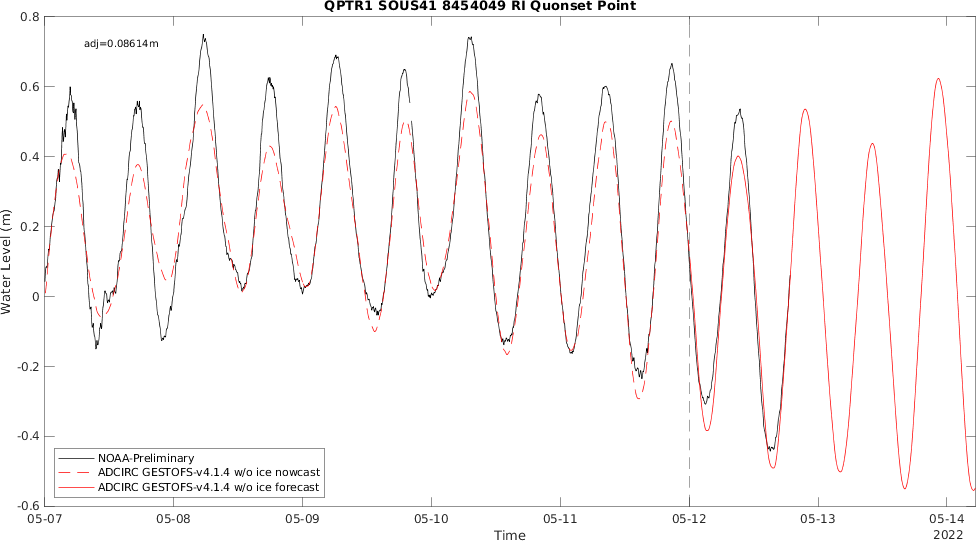 QPTR1 SOUS41 8454049 RI Quonset Point
adj=0.08614m
0.8
0.6
0.4
0.2
0
-0.2
-0.4
-0.6
Water Level (m)
NOAA-Preliminary
ADCIRC GESTOFS-v4.1.4 w/o ice nowcast
ADCIRC GESTOFS-v4.1.4 w/o ice forecast
05-07 05-08 05-09 05-10 05-11 05-12 05-13 05-14
Time
2022